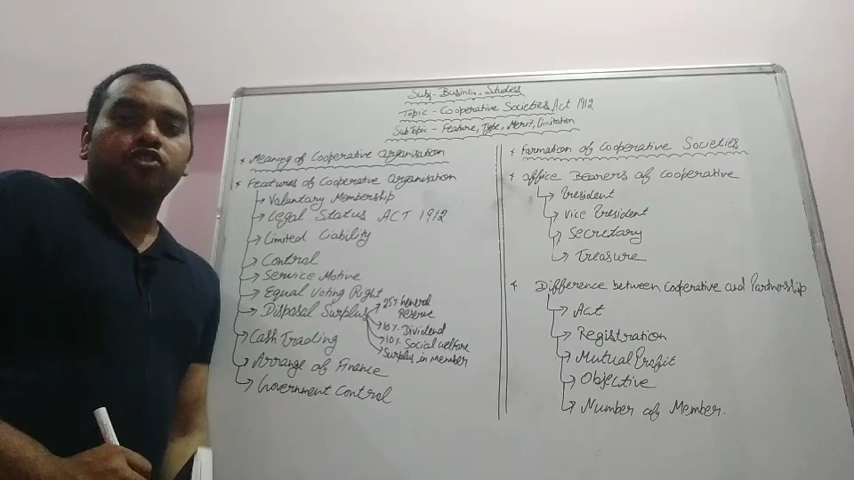 Sub- Business Studies
Topic - Cooperative Societies Act 1912
Sub Topic - Feature, Type, Merit, Limitation
* Meaning of Cooperative Organisation
* Features of Cooperative Organisation
Voluntary Membership
Legal Status ACT 1912
Limited Liability
Control
Service Motive
Equal Voting Right
Disposal Surplus
25% General Reserve
10% Dividend
10% Social welfare
Surplus in member
Cash Trading
Arrange of Finance
Government Control
* Formation of Cooperative Societies
* Office Bearers of Cooperative
President
Vice President
Secretary
Treasure
* Difference between Cooperative and Partnership
Act
Registration
Mutual Profit
Objective
Number of Member.